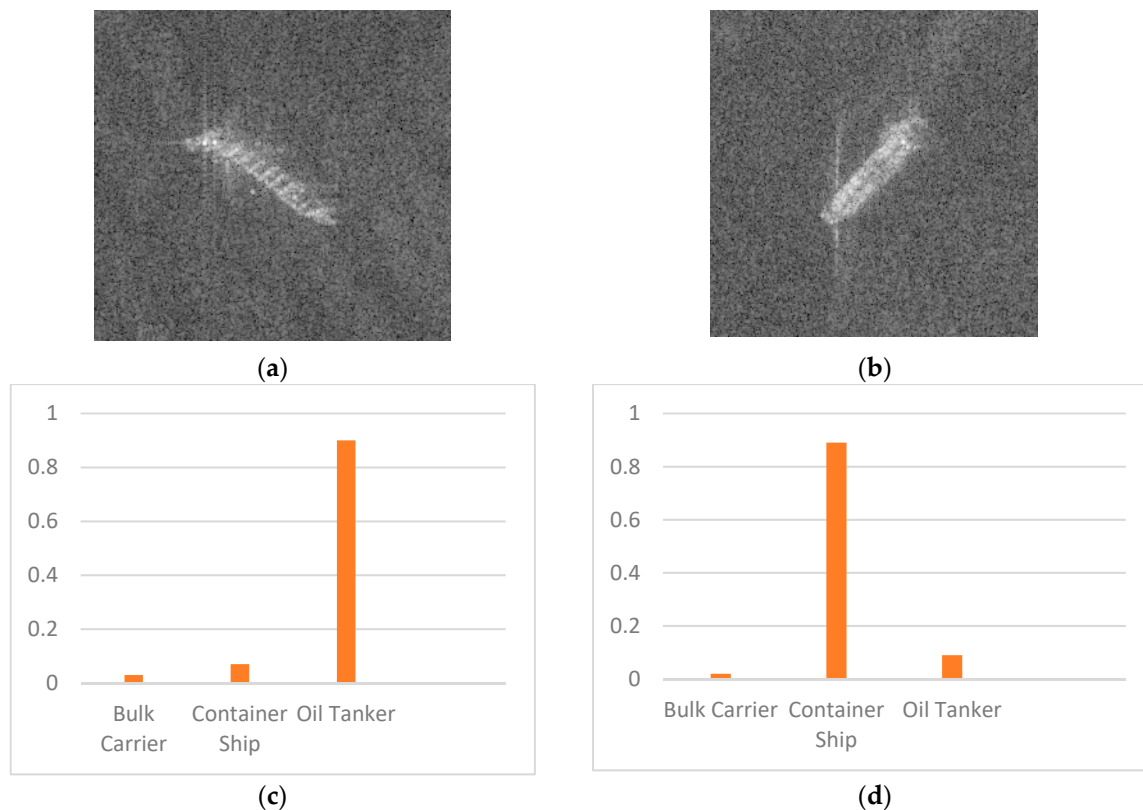 (a)
(b)
1
0.8
0.6
0.4
0.2
0
Bulk
Carrier
Container
Ship
Oil Tanker
(c)
1
0.8
0.6
0.4
0.2
0
Bulk Carrier
Container
Ship
Oil Tanker
(d)